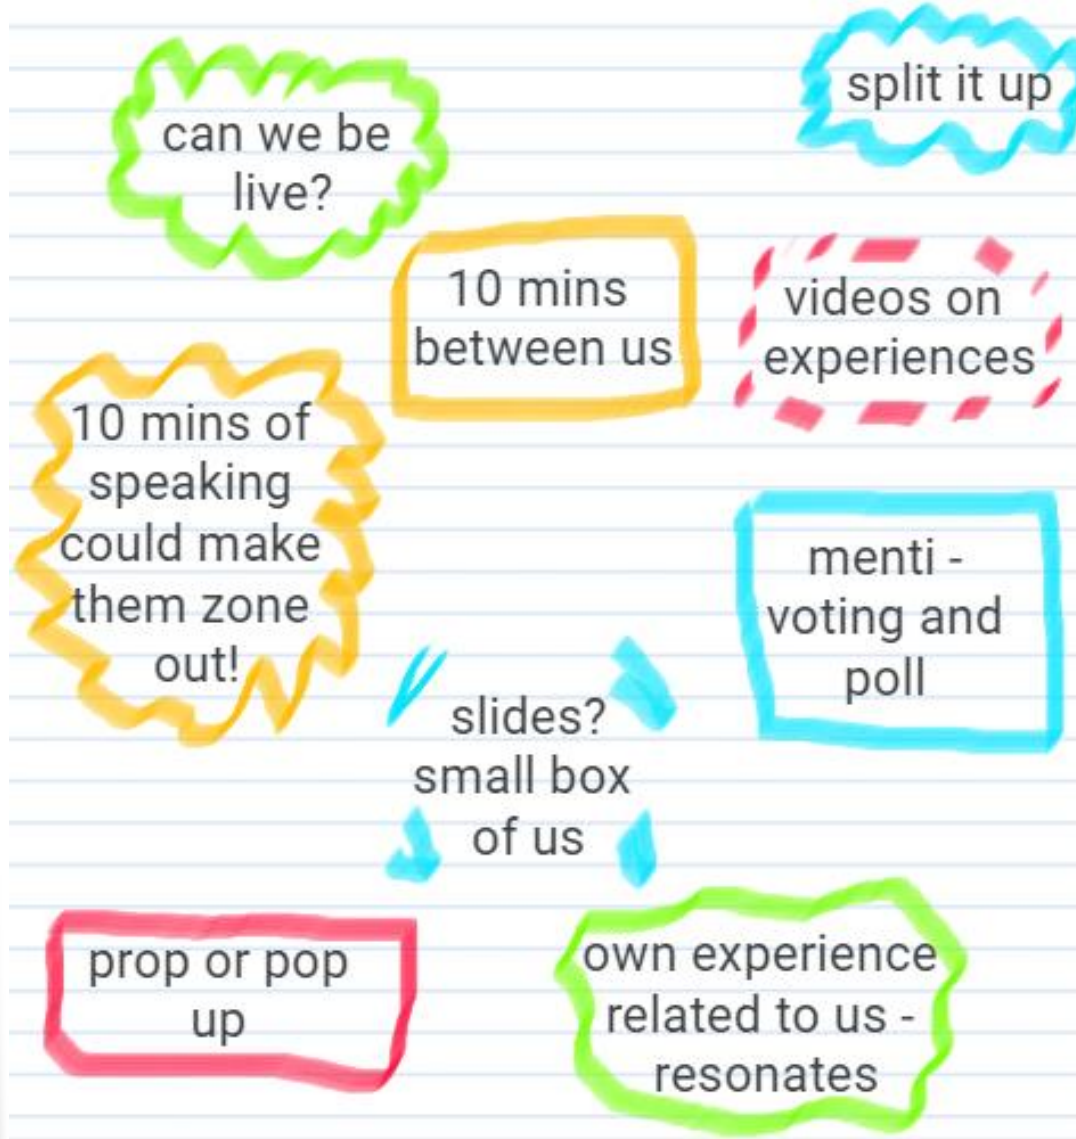 can we be
live?
split it up
10 mins
between us
videos on
experiences
10 mins of
speaking
could make
them zone
out!
menti -
voting and
poll
slides?
small box
of us
prop or pop
up
own experience
related to us -
resonates